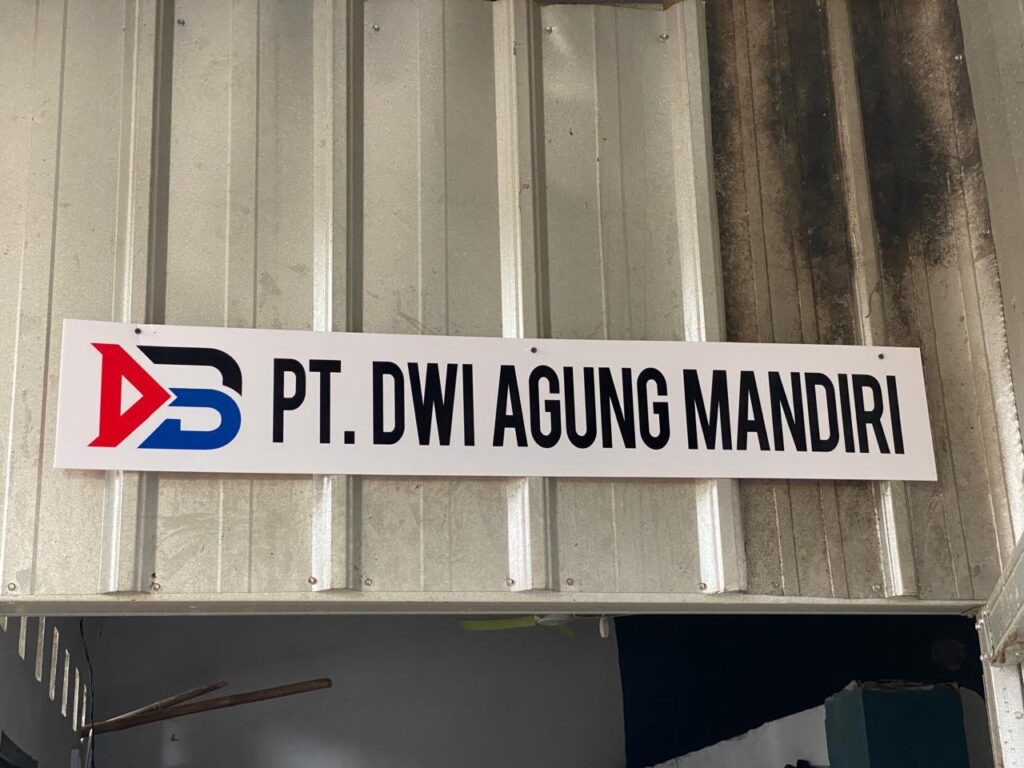 PT. DWI AGUNG MANDIRI